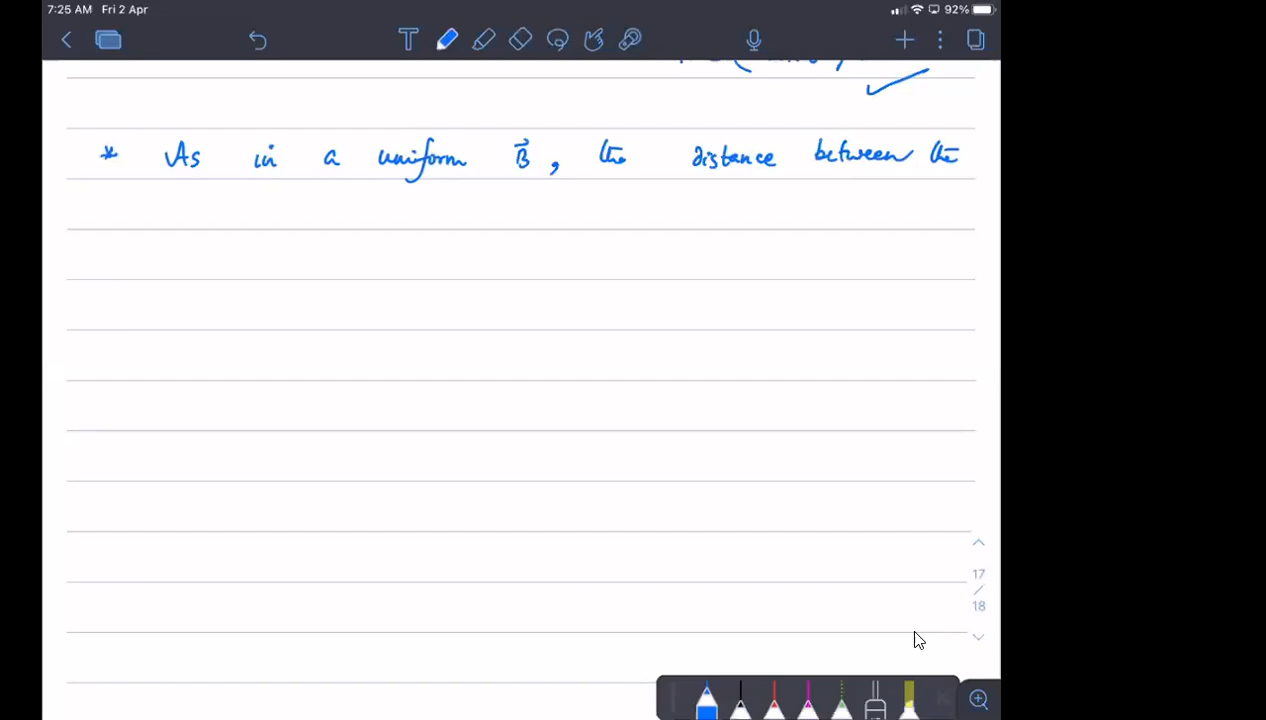 7:25 AM Fri 2 Apr
92%
T
* As in a uniform B⃗, the distance between the
17
/
18